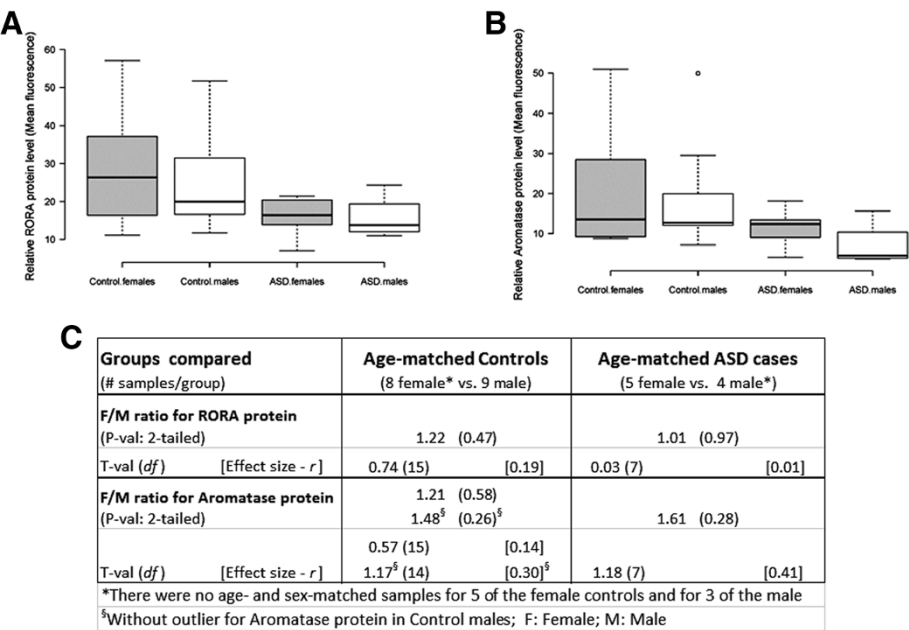 A
B
Relative RORA protein level (Mean fluorescence)
60
50
40
30
20
10
Control.females Control.males ASD.females ASD.males
Relative Aromatase protein level (Mean fluorescence)
50
40
30
20
10
Control.females Control.males ASD.females ASD.males
C
Groups compared Age-matched Controls Age-matched ASD cases
(# samples/group) (8 female* vs. 9 male) (5 female vs. 4 male*)
F/M ratio for RORA protein
(P-val: 2-tailed) 1.22 (0.47) 1.01 (0.97)
T-val (df) [Effect size - r] 0.74 (15) [0.19] 0.03 (7) [0.01]
F/M ratio for Aromatase protein 1.21 (0.58)
(P-val: 2-tailed) 1.48§ (0.26)§ 1.61 (0.28)
0.57 (15) [0.14]
T-val (df) [Effect size - r] 1.17§ (14) [0.30]§ 1.18 (7) [0.41]
*There were no age- and sex-matched samples for 5 of the female controls and for 3 of the male
§Without outlier for Aromatase protein in Control males; F: Female; M: Male